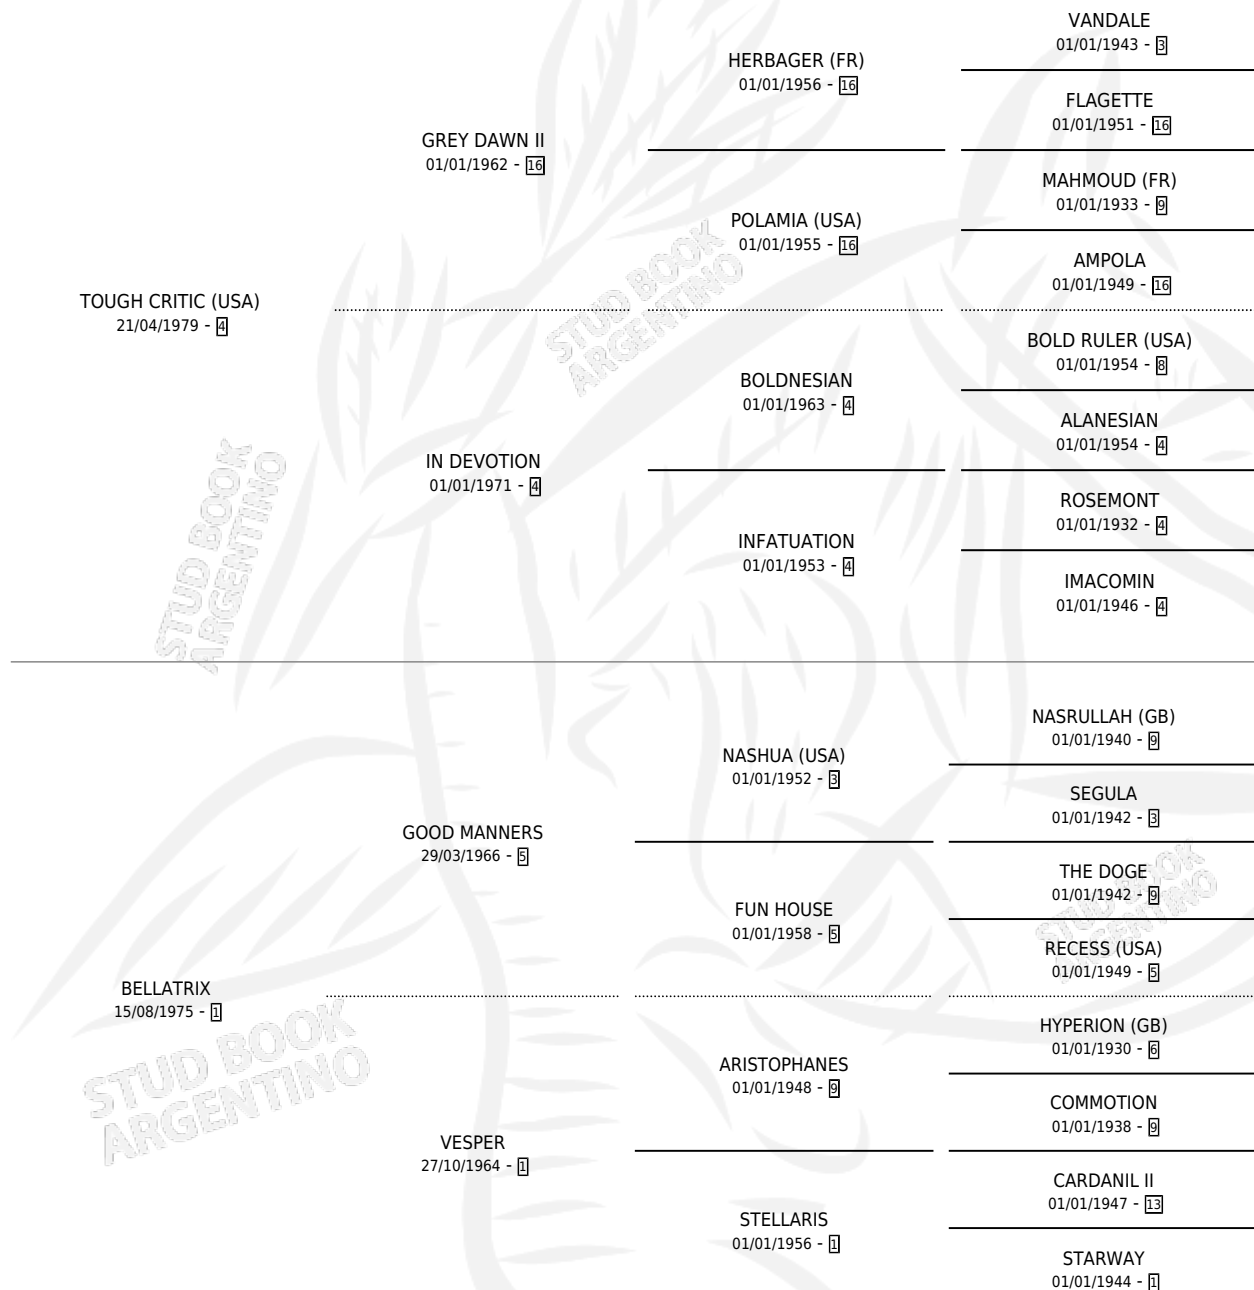 VANDALE
01/01/1943 - 3
HERBAGER (FR)
01/01/1956 - 16
FLAGETTE
01/01/1951 - 16
GREY DAWN II
01/01/1962 - 16
MAHMOUD (FR)
01/01/1933 - 9
POLAMIA (USA)
01/01/1955 - 16
AMPOLA
01/01/1949 - 16
TOUGH CRITIC (USA)
21/04/1979 - 4
BOLD RULER (USA)
01/01/1954 - 8
BOLDNESIAN
01/01/1963 - 4
ALANESIAN
01/01/1954 - 4
IN DEVOTION
01/01/1971 - 4
ROSEMONT
01/01/1932 - 4
INFATUATION
01/01/1953 - 4
IMACOMIN
01/01/1946 - 4
STUD BOOK
ARGENTINO
STUD BOOK
ARGENTINO
NASRULLAH (GB)
01/01/1940 - 9
NASHUA (USA)
01/01/1952 - 3
SEGULA
01/01/1942 - 3
GOOD MANNERS
29/03/1966 - 5
THE DOGE
01/01/1942 - 9
FUN HOUSE
01/01/1958 - 5
RECESS (USA)
01/01/1949 - 5
BELLATRIX
15/08/1975 - 1
HYPERION (GB)
01/01/1930 - 6
ARISTOPHANES
01/01/1948 - 9
COMMOTION
01/01/1938 - 9
VESPER
27/10/1964 - 1
CARDANIL II
01/01/1947 - 13
STELLARIS
01/01/1956 - 1
STARWAY
01/01/1944 - 1
STUD BOOK
ARGENTINO
STUD BOOK
ARGENTINO